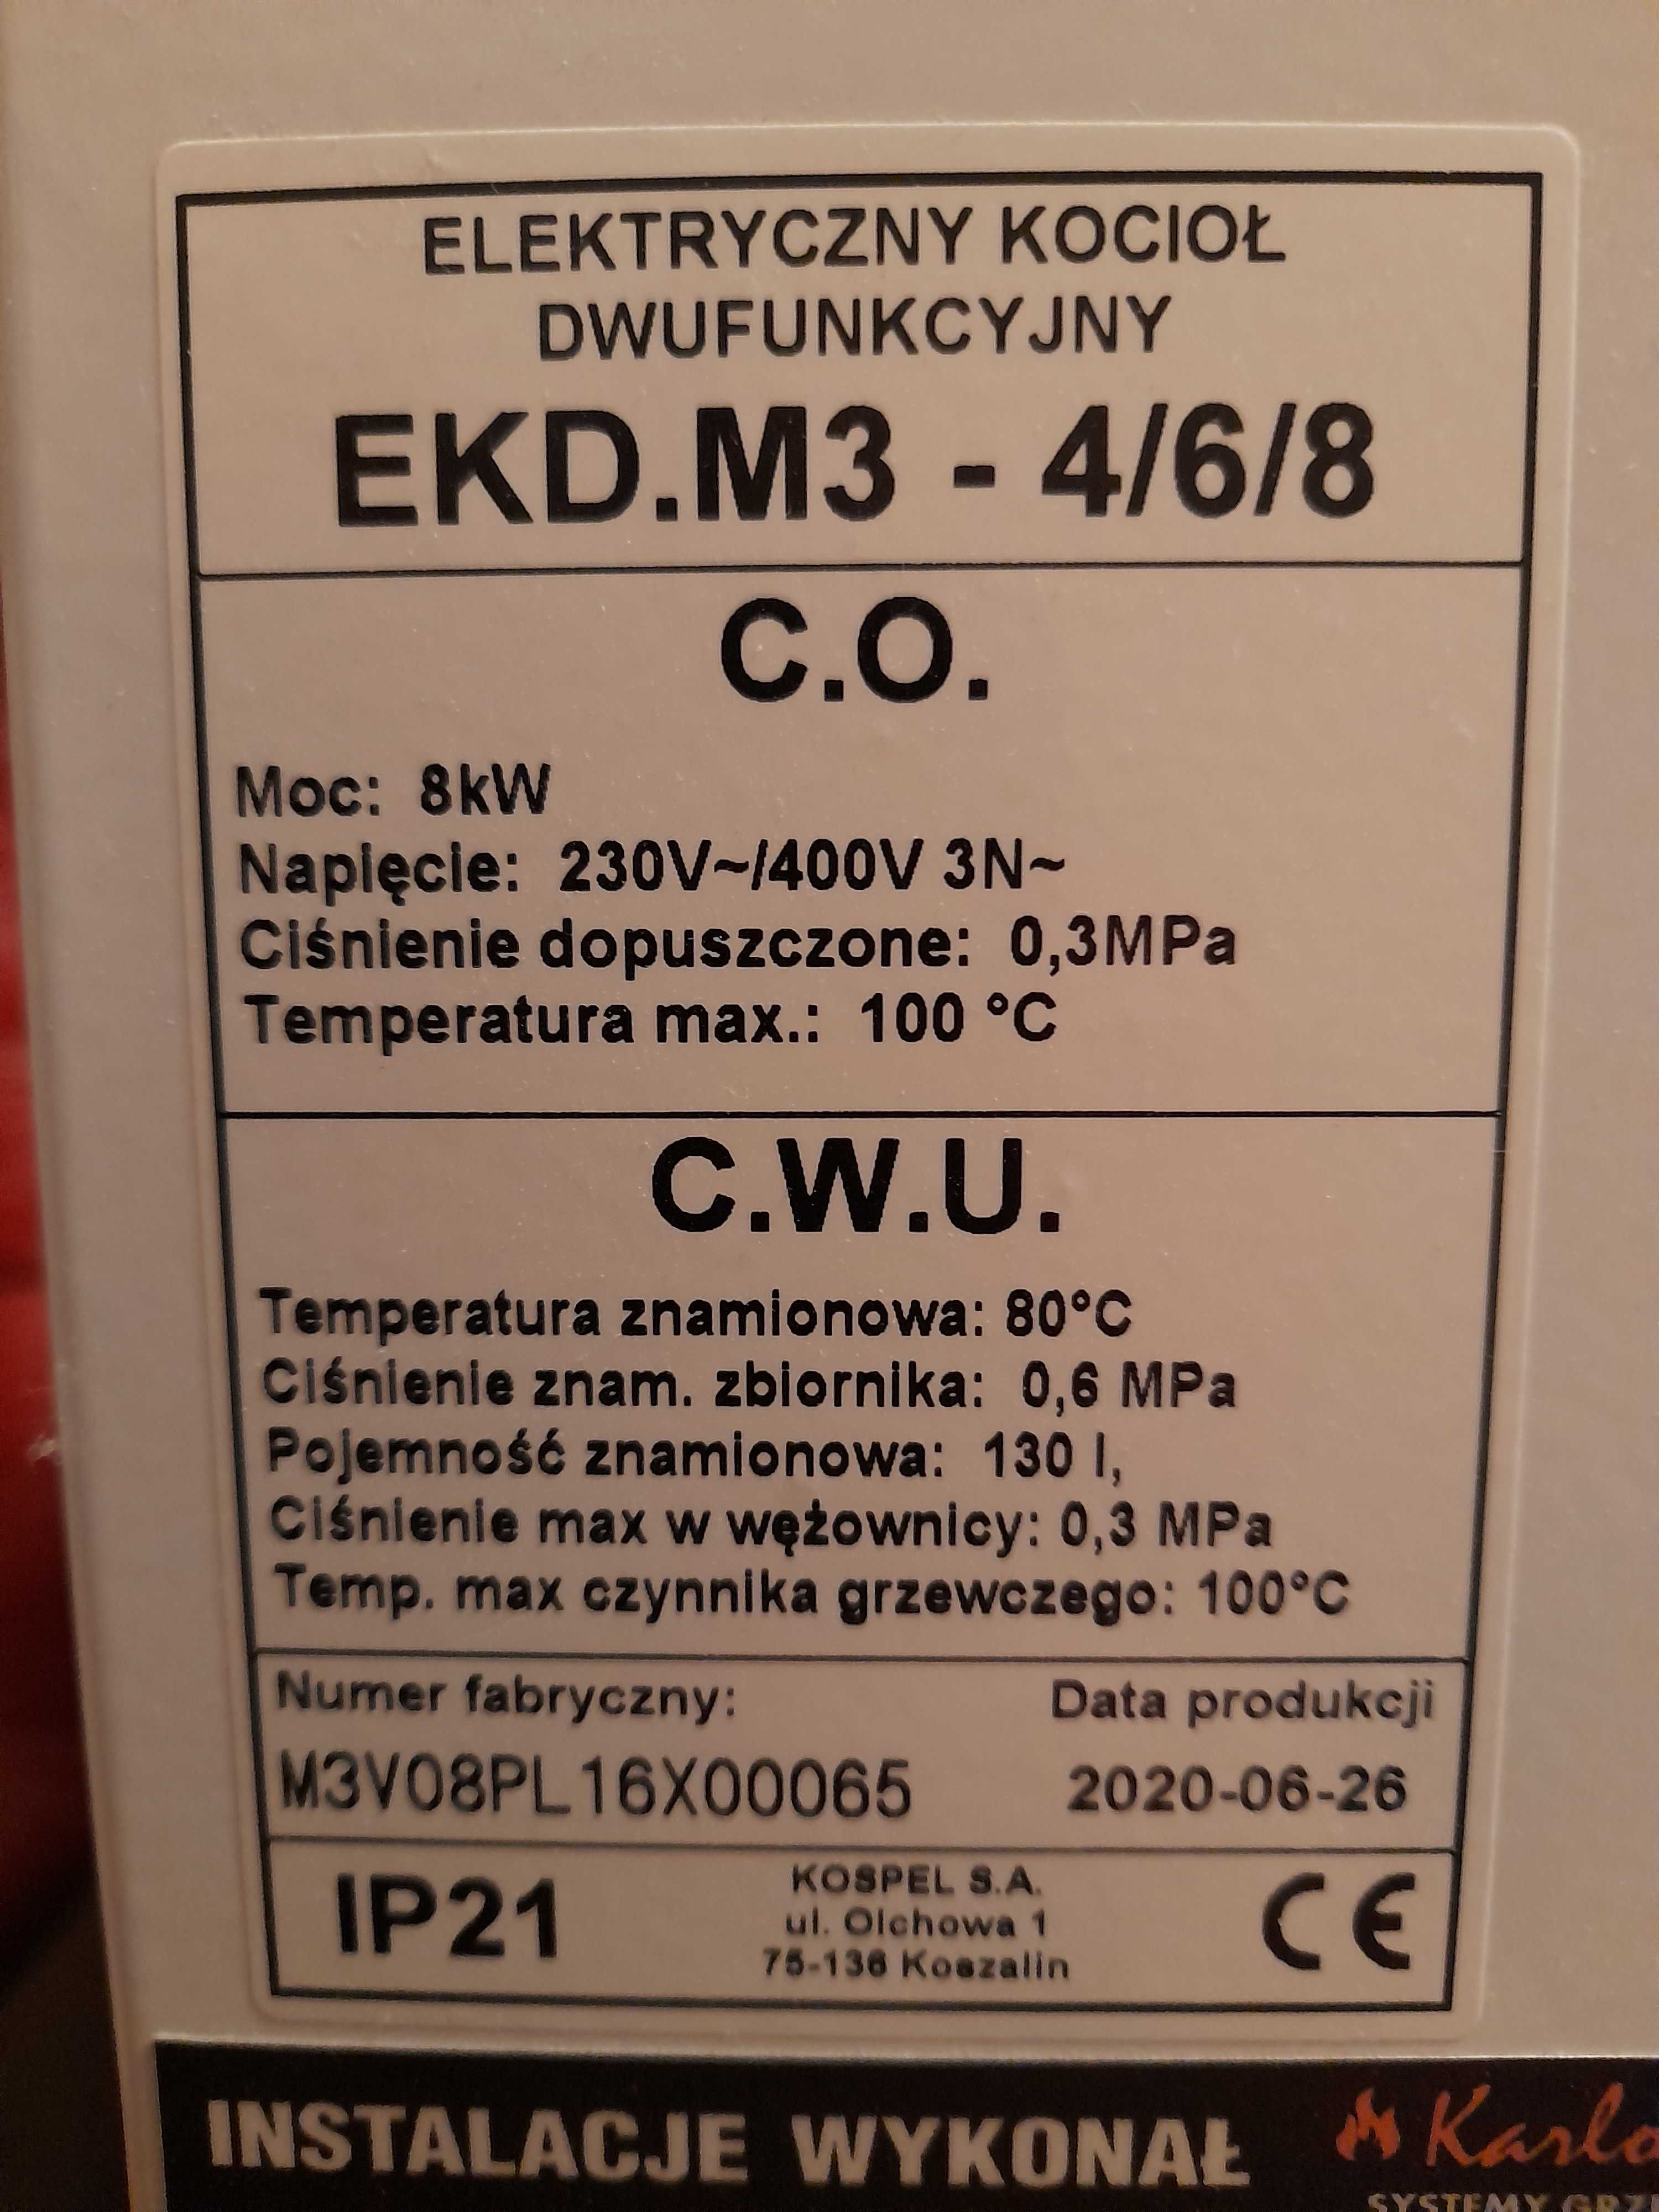 ELEKTRYCZNY KOCIOŁ
DWUFUNKCYJNY
EKD.M3 - 4/6/8
C.O.
Moc: 8kW
Napięcie: 230V~/400V 3N~
Ciśnienie dopuszczone: 0,3MPa
Temperatura max.: 100 °C
C.W.U.
Temperatura znamionowa: 80°C
Ciśnienie znam. zbiornika: 0,6 MPa
Pojemność znamionowa: 130 l,
Ciśnienie max w wężownicy: 0,3 MPa
Temp. max czynnika grzewczego: 100°C
Numer fabryczny: Data produkcji
M3V08PL16X00065 2020-06-26
IP21
KOSPEL S.A.
ul. Olchowa 1
75-136 Koszalin
CE
INSTALACJE WYKONAŁ
SYSTEMY